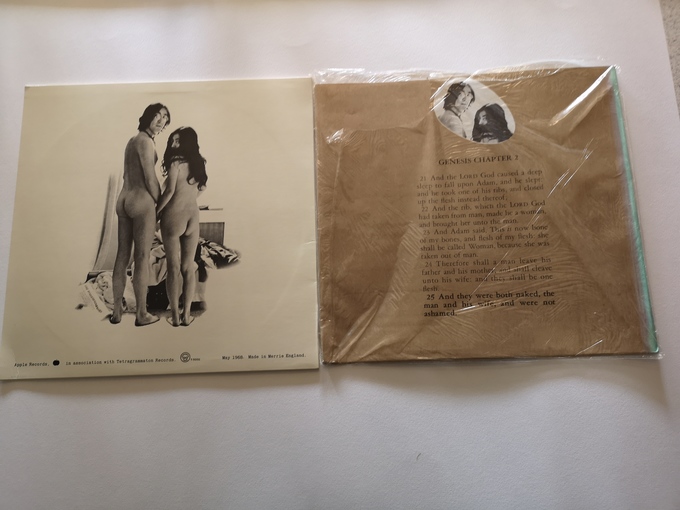 Apple Records.
in association with Tetragrammaton Records.
May 1968. Made in Merrie England.
GENESIS CHAPTER 2
21 And the LORD God caused a deep
sleep to fall upon Adam, and he slept:
and he took one of his ribs, and closed
up the flesh instead thereof;
22 And the rib, which the LORD God
had taken from man, made he a woman,
and brought her unto the man.
23 And Adam said, This is now bone
of my bones, and flesh of my flesh: she
shall be called Woman, because she was
taken out of man.
24 Therefore shall a man leave his
father and his mother, and shall cleave
unto his wife: and they shall be one
flesh.
25 And they were both naked, the
man and his wife, and were not
ashamed.